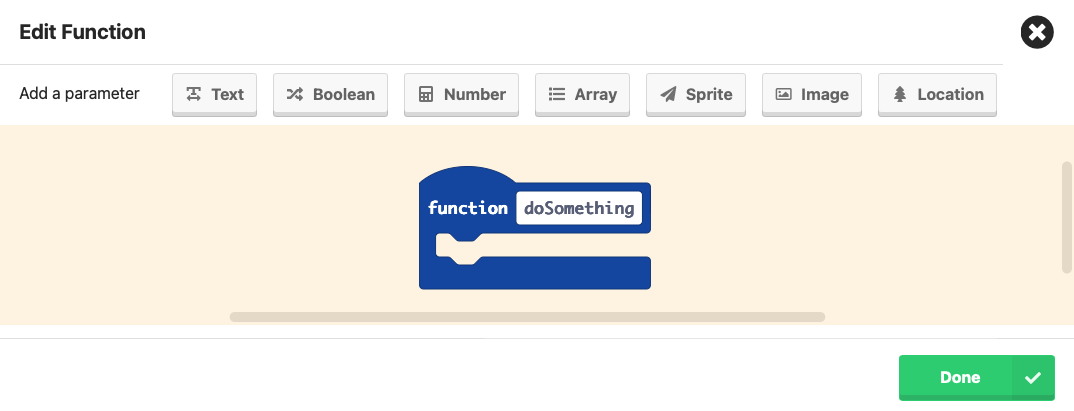 Edit Function
Add a parameter Text Boolean Number Array Sprite Image Location
function doSomething
Done